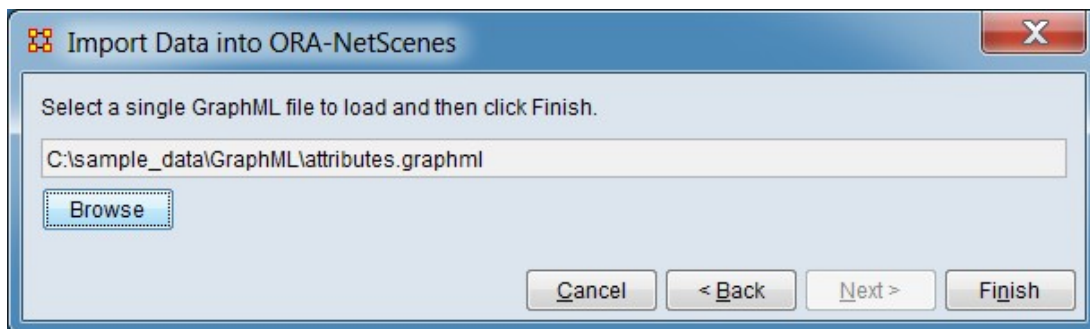 Import Data into ORA-NetScenes
X
Select a single GraphML file to load and then click Finish.
C:\sample_data\GraphML\attributes.graphml
Browse
Cancel < Back Next > Finish